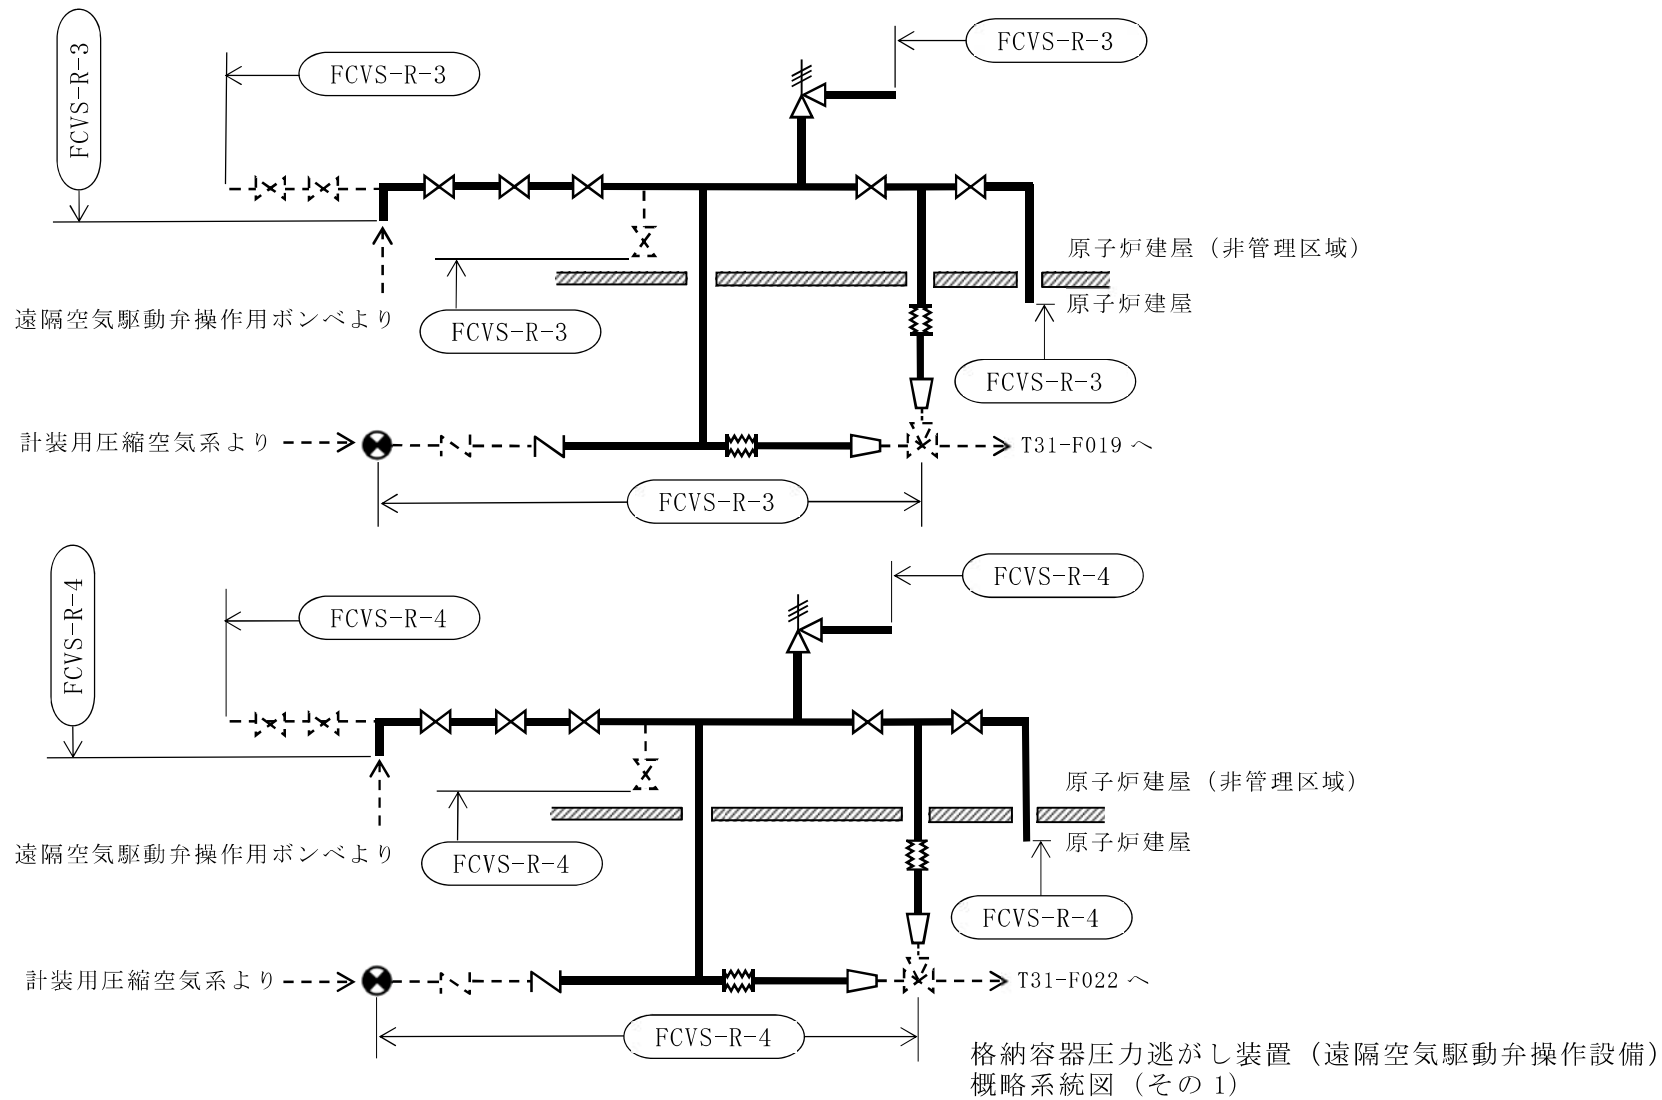 FCVS-R-3
FCVS-R-3
FCVS-R-3
原子炉建屋（非管理区域）
原子炉建屋
遠隔空気駆動弁操作用ボンベより
FCVS-R-3
FCVS-R-3
計装用圧縮空気系より
T31-F019 へ
FCVS-R-3
FCVS-R-4
FCVS-R-4
FCVS-R-4
原子炉建屋（非管理区域）
原子炉建屋
遠隔空気駆動弁操作用ボンベより
FCVS-R-4
FCVS-R-4
計装用圧縮空気系より
T31-F022 へ
FCVS-R-4
格納容器圧力逃がし装置（遠隔空気駆動弁操作設備）
概略系統図（その 1）